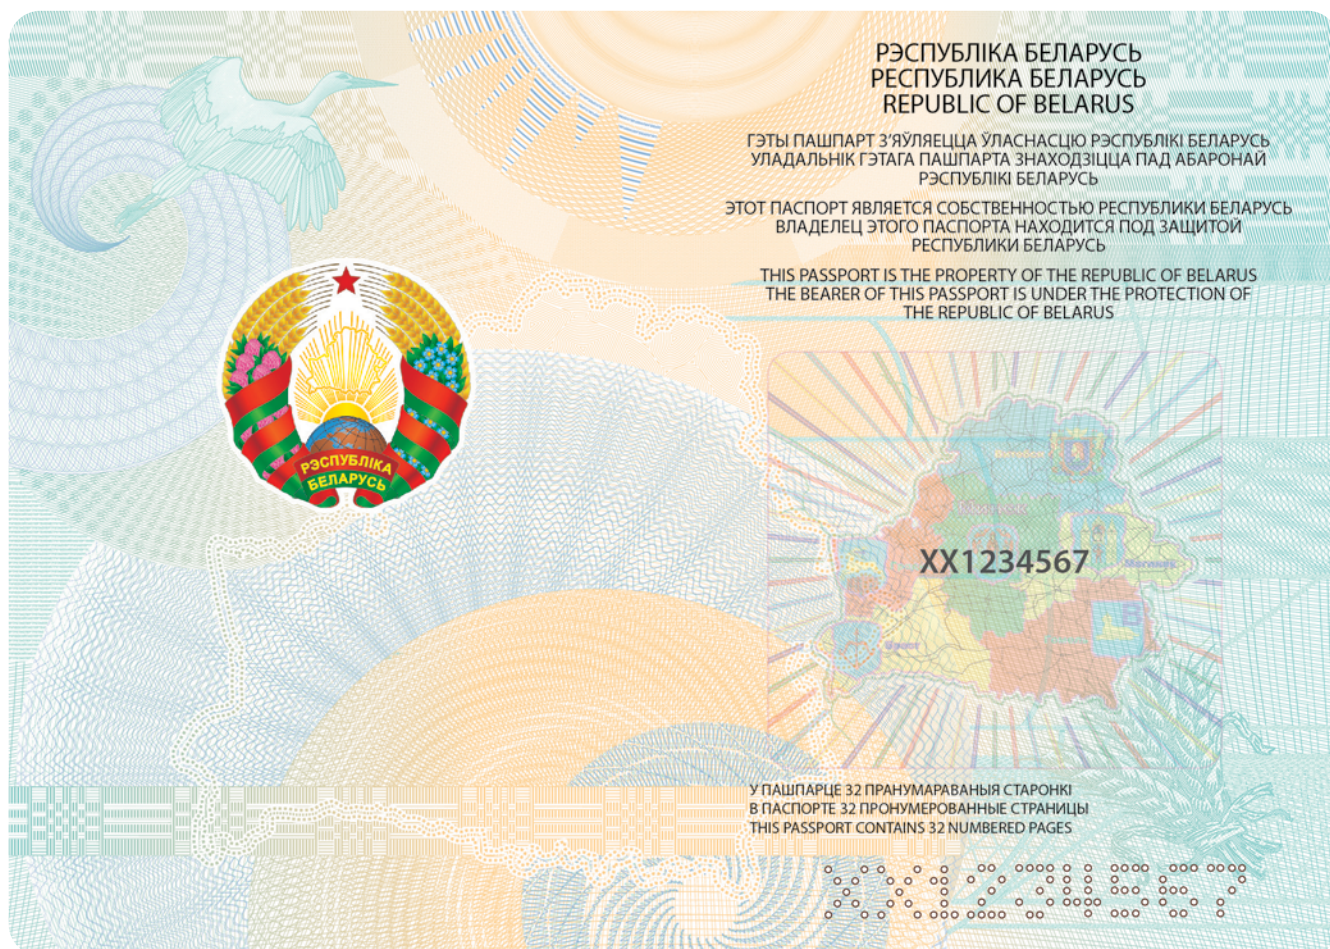 РЭСПУБЛІКА БЕЛАРУСЬ
РЕСПУБЛИКА БЕЛАРУСЬ
REPUBLIC OF BELARUS
ГЭТЫ ПАШПАРТ З’ЯЎЛЯЕЦЦА ЎЛАСНАСЦЮ РЭСПУБЛІКІ БЕЛАРУСЬ
УЛАДАЛЬНІК ГЭТАГА ПАШПАРТА ЗНАХОДЗІЦЦА ПАД АБАРОНАЙ
РЭСПУБЛІКІ БЕЛАРУСЬ
ЭТОТ ПАСПОРТ ЯВЛЯЕТСЯ СОБСТВЕННОСТЬЮ РЕСПУБЛИКИ БЕЛАРУСЬ
ВЛАДЕЛЕЦ ЭТОГО ПАСПОРТА НАХОДИТСЯ ПОД ЗАЩИТОЙ
РЕСПУБЛИКИ БЕЛАРУСЬ
THIS PASSPORT IS THE PROPERTY OF THE REPUBLIC OF BELARUS
THE BEARER OF THIS PASSPORT IS UNDER THE PROTECTION OF
THE REPUBLIC OF BELARUS
РЭСПУБЛІКА
БЕЛАРУСЬ
Минск
XX1234567
У ПАШПАРЦЕ 32 ПРАНУМАРАВАНЫЯ СТАРОНКІ
В ПАСПОРТЕ 32 ПРОНУМЕРОВАННЫЕ СТРАНИЦЫ
THIS PASSPORT CONTAINS 32 NUMBERED PAGES
XX1234567